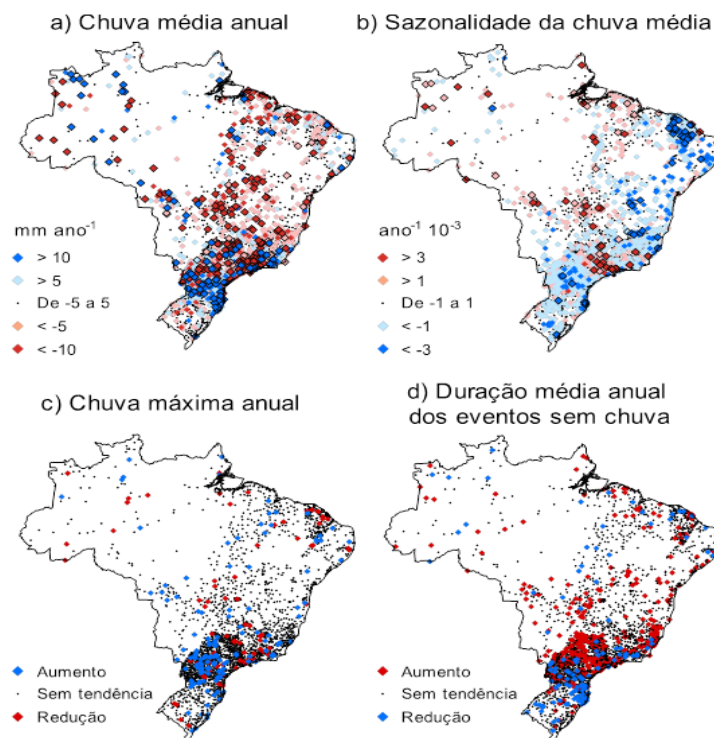 a) Chuva média anual
b) Sazonalidade da chuva média
mm ano⁻¹
> 10
> 5
De -5 a 5
< -5
< -10
ano⁻¹ 10⁻³
> 3
> 1
De -1 a 1
< -1
< -3
c) Chuva máxima anual
d) Duração média anual
dos eventos sem chuva
Aumento
Sem tendência
Redução
Aumento
Sem tendência
Redução